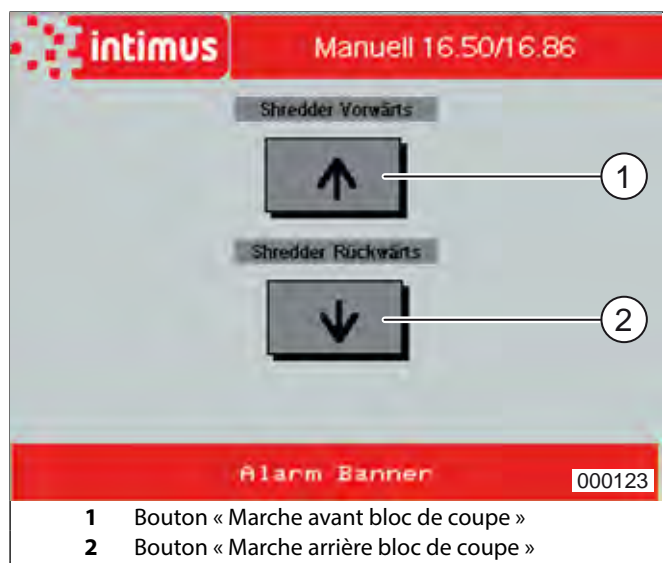 intimus
Manuell 16.50/16.86
Shredder Vorwärts
1
Shredder Rückwärts
2
Alarm Banner
000123
1 Bouton « Marche avant bloc de coupe »
2 Bouton « Marche arrière bloc de coupe »